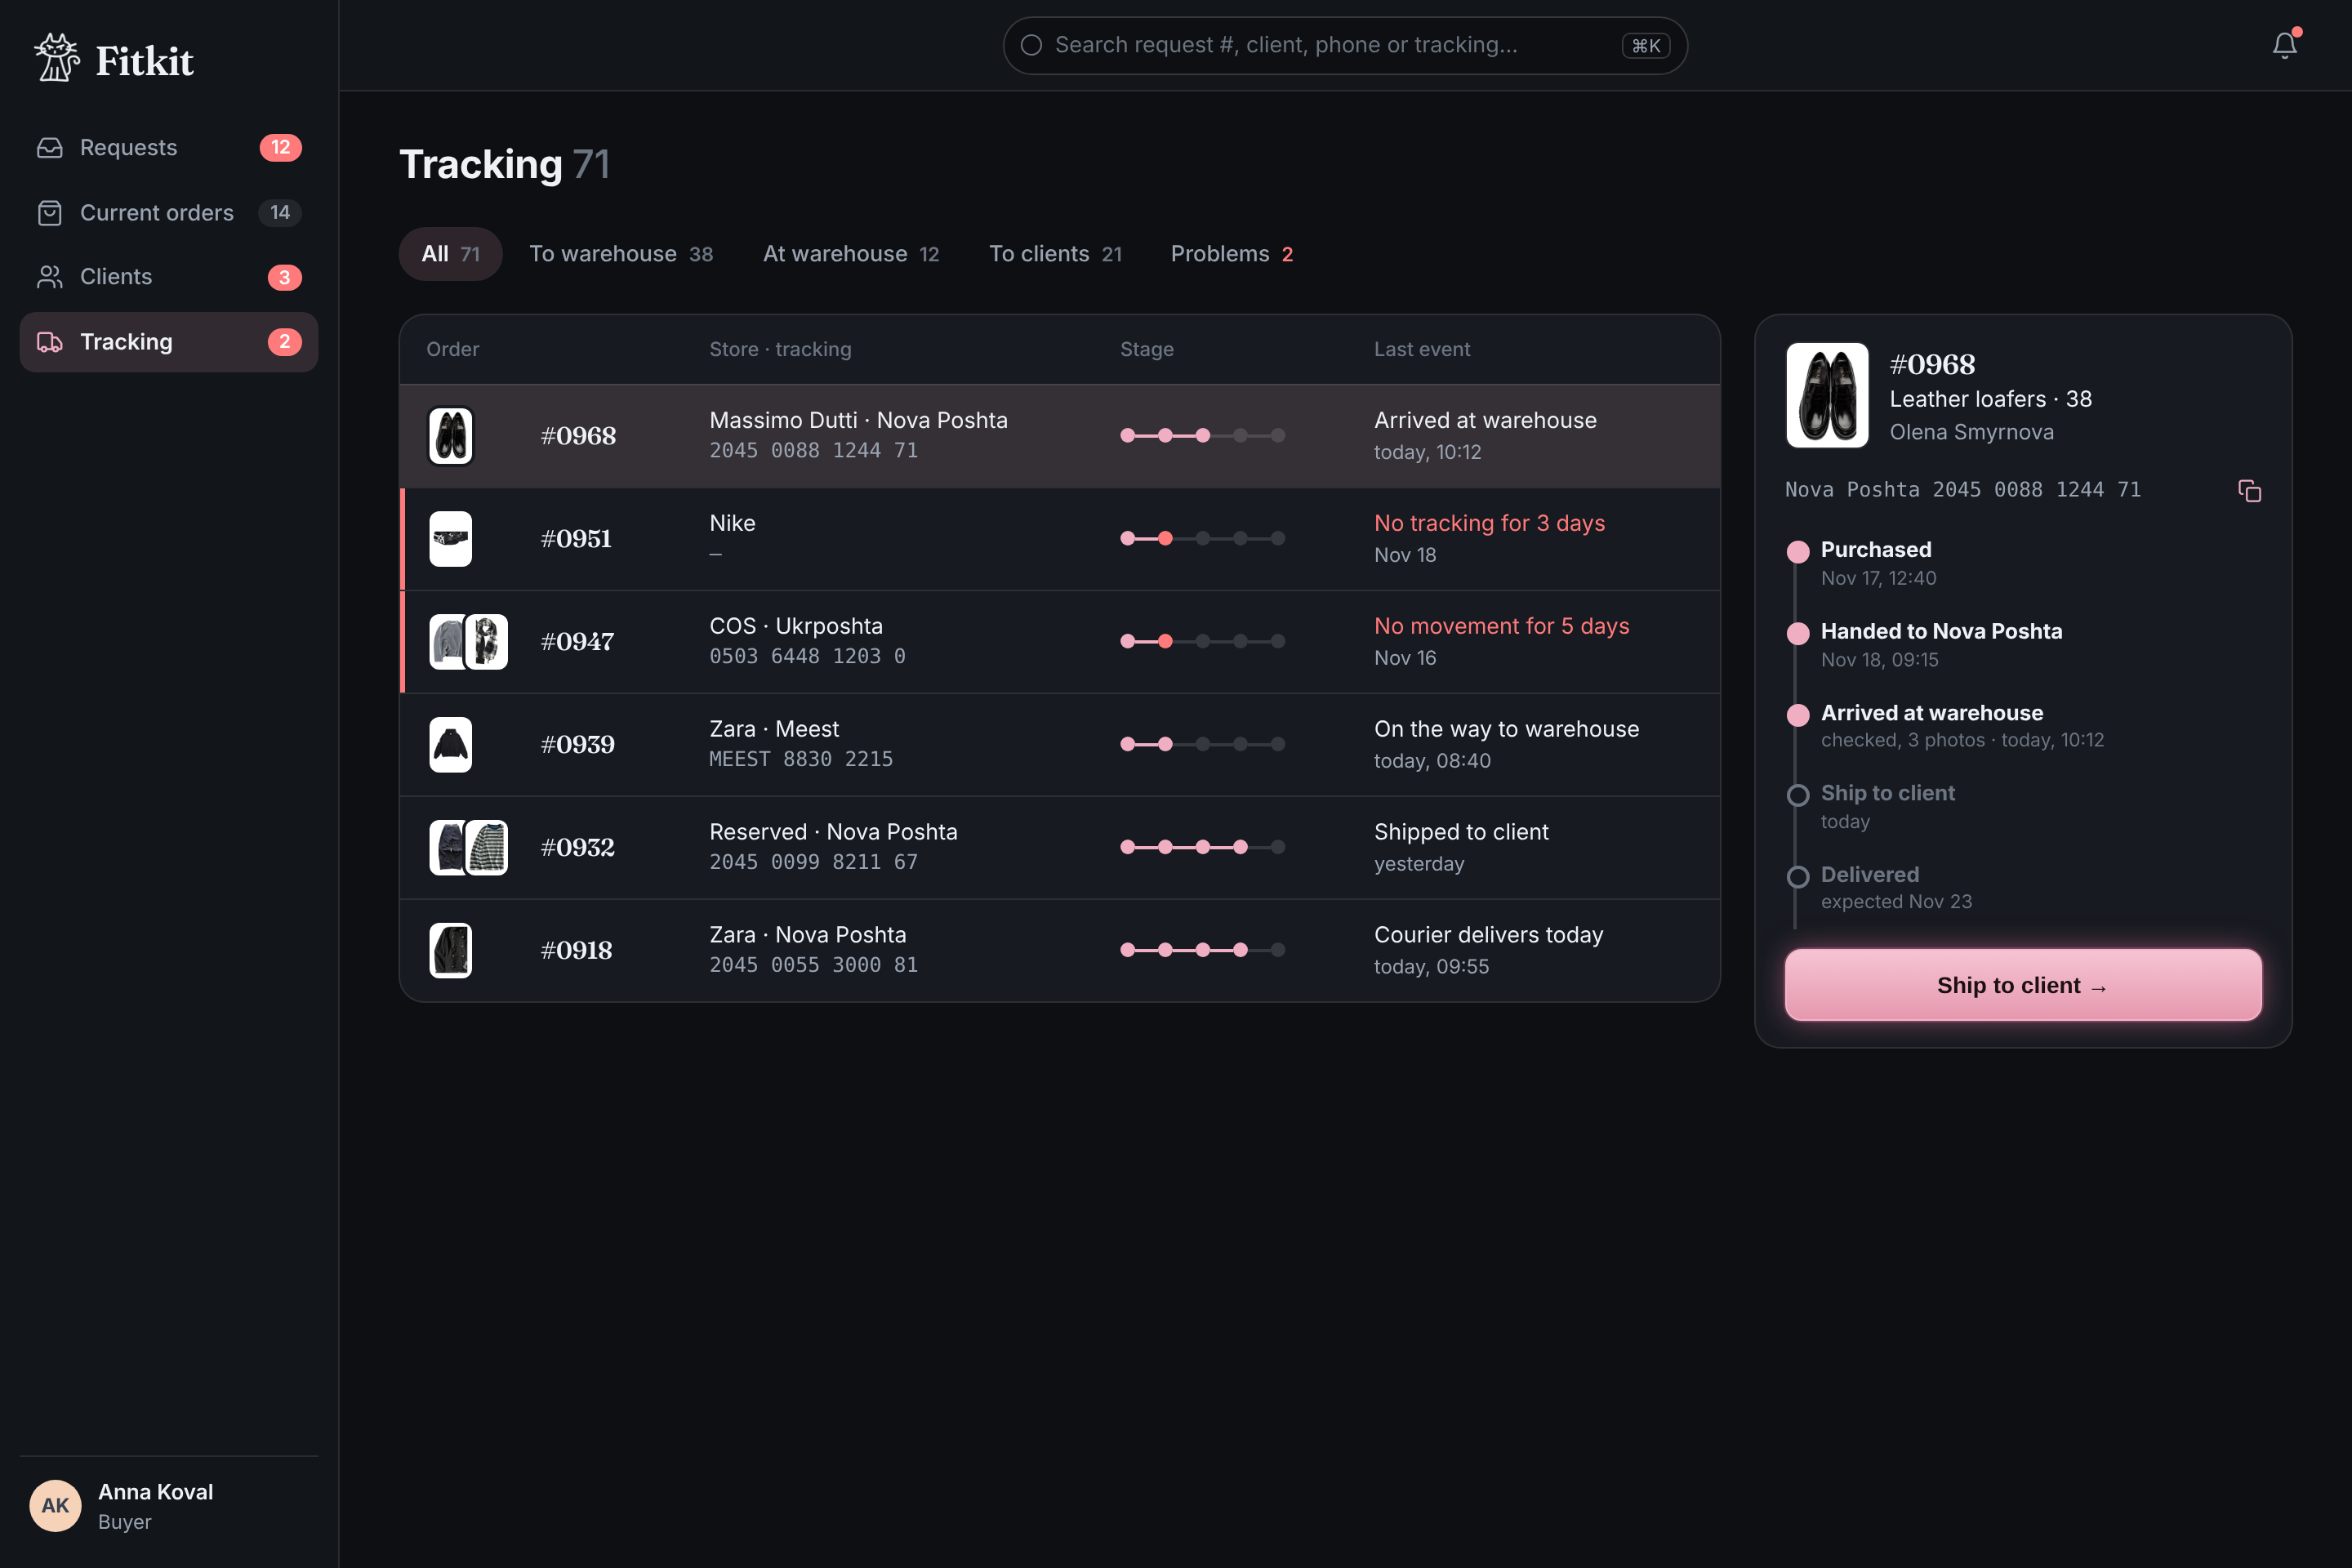 Fitkit
Search request #, client, phone or tracking...
⌘K
Requests 12
Current orders 14
Clients 3
Tracking 2
Tracking 71
All 71
To warehouse 38
At warehouse 12
To clients 21
Problems 2
Order
Store · tracking
Stage
Last event
#0968
Massimo Dutti · Nova Poshta
2045 0088 1244 71
Arrived at warehouse
today, 10:12
#0951
Nike
—
No tracking for 3 days
Nov 18
#0947
COS · Ukrposhta
0503 6448 1203 0
No movement for 5 days
Nov 16
#0939
Zara · Meest
MEEST 8830 2215
On the way to warehouse
today, 08:40
#0932
Reserved · Nova Poshta
2045 0099 8211 67
Shipped to client
yesterday
#0918
Zara · Nova Poshta
2045 0055 3000 81
Courier delivers today
today, 09:55
#0968
Leather loafers · 38
Olena Smyrnova
Nova Poshta 2045 0088 1244 71
Purchased
Nov 17, 12:40
Handed to Nova Poshta
Nov 18, 09:15
Arrived at warehouse
checked, 3 photos · today, 10:12
Ship to client
today
Delivered
expected Nov 23
Ship to client →
AK
Anna Koval
Buyer